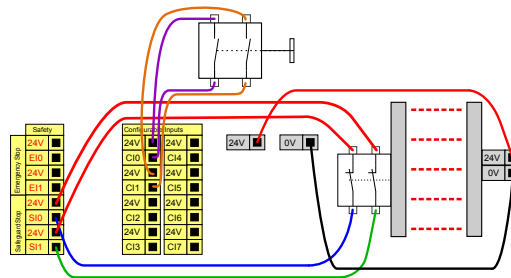 Safety
Emergency Stop
24V
EI0
24V
EI1
Safeguard Stop
24V
SI0
24V
SI1
Configurable Inputs
24V 24V
CI0 CI4
24V 24V
CI1 CI5
24V 24V
CI2 CI6
24V 24V
CI3 CI7
24V
0V
24V
0V